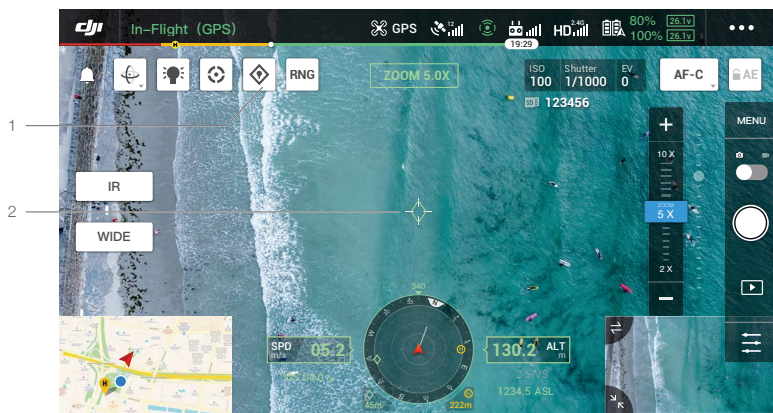 dji In-Flight (GPS) GPS 12 HD 2.4G 80% 26.1v
100% 26.1v
19:29
RNG
ZOOM 5.0X
ISO Shutter EV
100 1/1000 0
AF-C
AE
123456
1
MENU
10 X
IR
2
ZOOM
5 X
WIDE
2 X
340
N
W
E
S
SPD
m/s
05.2
130.2 ALT
m
1234.5 ASL
H
45m
222m